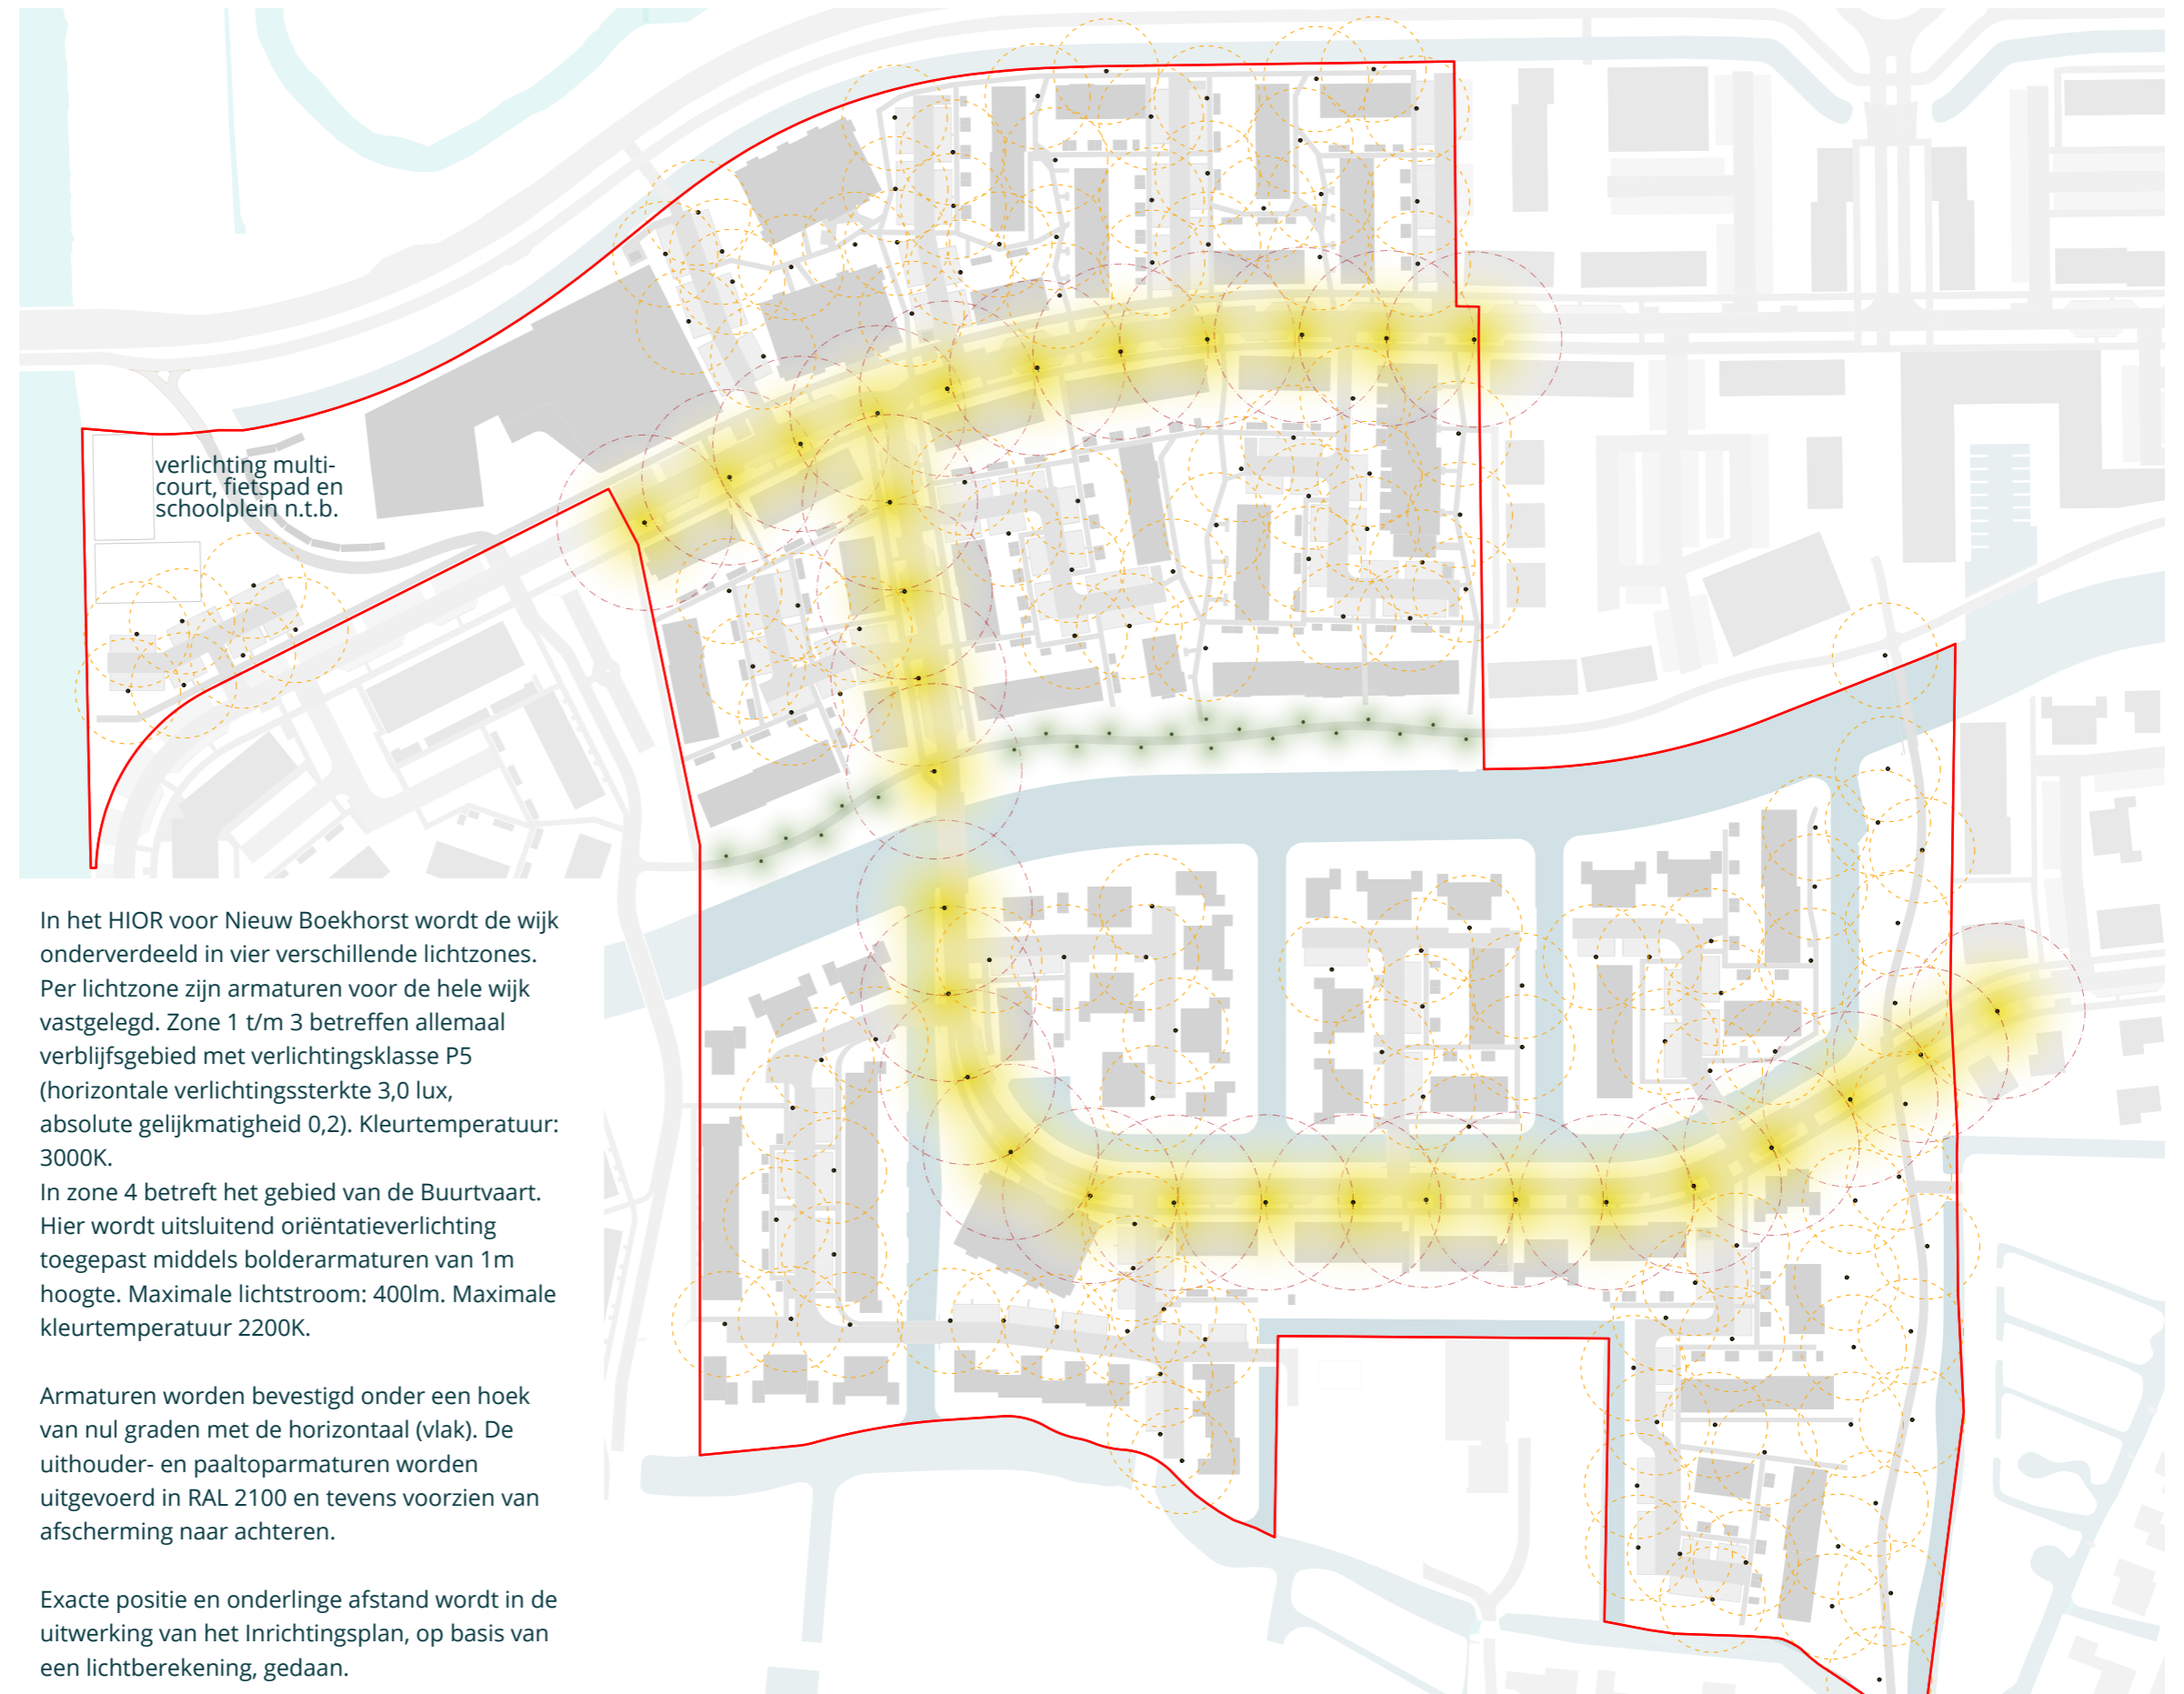 verlichting multi-
court, fietspad en
schoolplein n.t.b.
In het HIOR voor Nieuw Boekhorst wordt de wijk
onderverdeeld in vier verschillende lichtzones.
Per lichtzone zijn armaturen voor de hele wijk
vastgelegd. Zone 1 t/m 3 betreffen allemaal
verblijfsgebied met verlichtingsklasse P5
(horizontale verlichtingssterkte 3,0 lux,
absolute gelijkmatigheid 0,2). Kleurtemperatuur:
3000K.
In zone 4 betreft het gebied van de Buurtvaart.
Hier wordt uitsluitend oriëntatieverlichting
toegepast middels bolderarmaturen van 1m
hoogte. Maximale lichtstroom: 400lm. Maximale
kleurtemperatuur 2200K.
Armaturen worden bevestigd onder een hoek
van nul graden met de horizontaal (vlak). De
uithouder- en paaltoparmaturen worden
uitgevoerd in RAL 2100 en tevens voorzien van
afscherming naar achteren.
Exacte positie en onderlinge afstand wordt in de
uitwerking van het Inrichtingsplan, op basis van
een lichtberekening, gedaan.